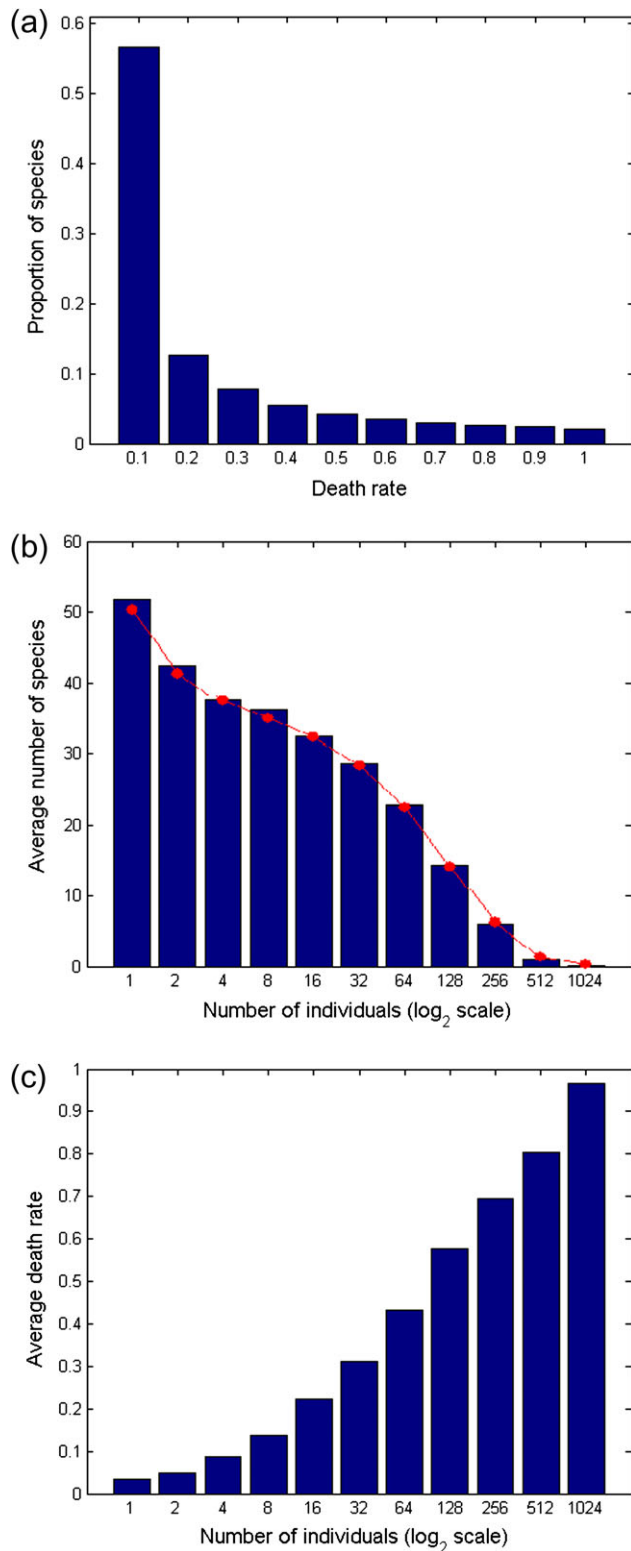 (a)
0.6
0.5
0.4
0.3
0.2
0.1
0
Proportion of species
0.1 0.2 0.3 0.4 0.5 0.6 0.7 0.8 0.9 1
Death rate
(b)
60
50
40
30
20
10
0
Average number of species
1 2 4 8 16 32 64 128 256 512 1024
Number of individuals (log2 scale)
(c)
1
0.9
0.8
0.7
0.6
0.5
0.4
0.3
0.2
0.1
0
Average death rate
1 2 4 8 16 32 64 128 256 512 1024
Number of individuals (log2 scale)